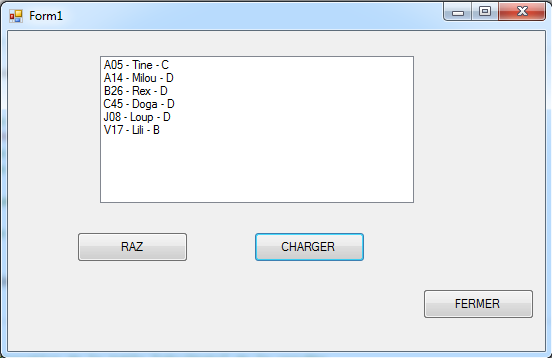 Form1
A05 - Tine - C
A14 - Milou - D
B26 - Rex - D
C45 - Doga - D
J08 - Loup - D
V17 - Lili - B
RAZ
CHARGER
FERMER